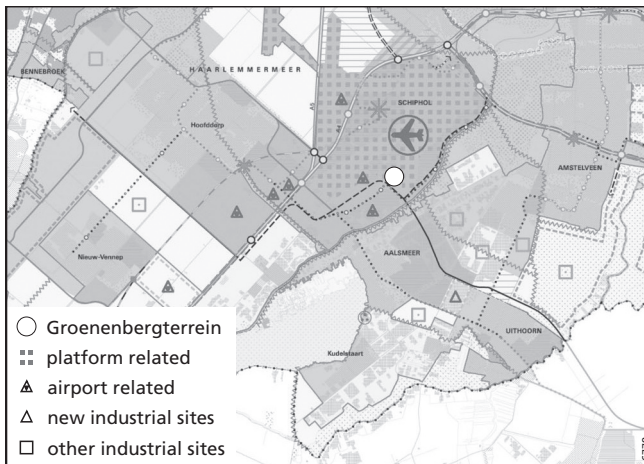 BENNEBROEK
HAARLEMMERMEER
A5
SCHIPHOL
Hoofddorp
AMSTELVEEN
Nieuw-Vennep
AALSMEER
UITHOORN
Kudelstaart
Groenenbergterrein
platform related
airport related
new industrial sites
other industrial sites